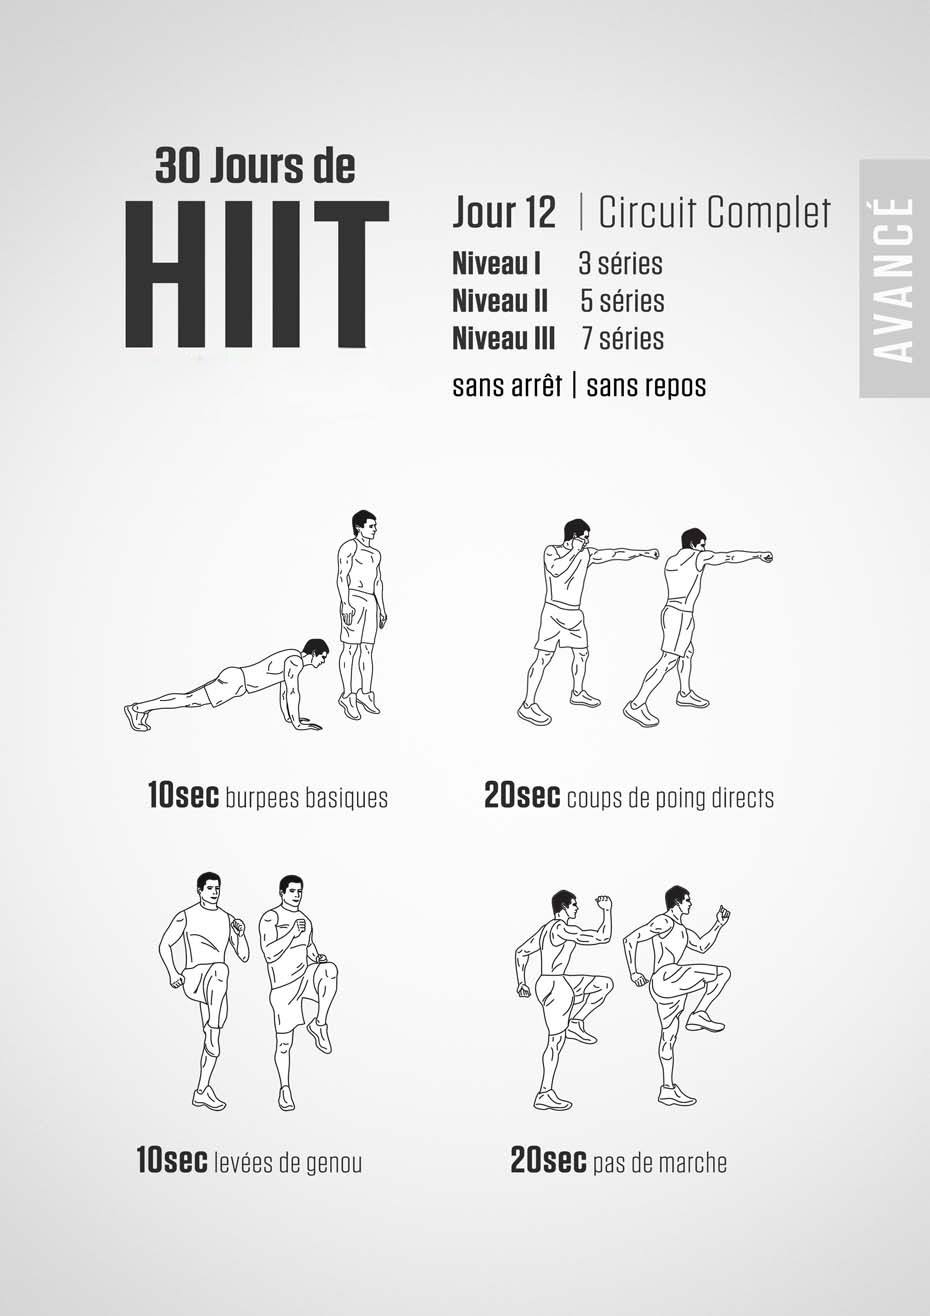 30 Jours de
HIIT
Jour 12 | Circuit Complet
Niveau I 3 séries
Niveau II 5 séries
Niveau III 7 séries
sans arrêt | sans repos
AVANCÉ
10sec burpees basiques
20sec coups de poing directs
10sec levées de genou
20sec pas de marche